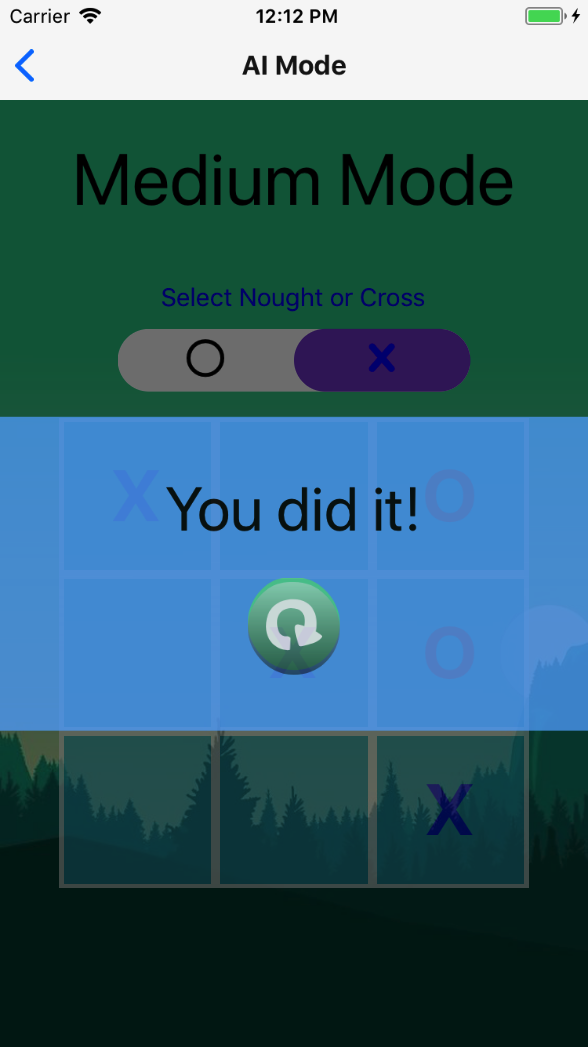 Carrier 12:12 PM
AI Mode
Medium Mode
Select Nought or Cross
O X
X O
You did it!
X O
X